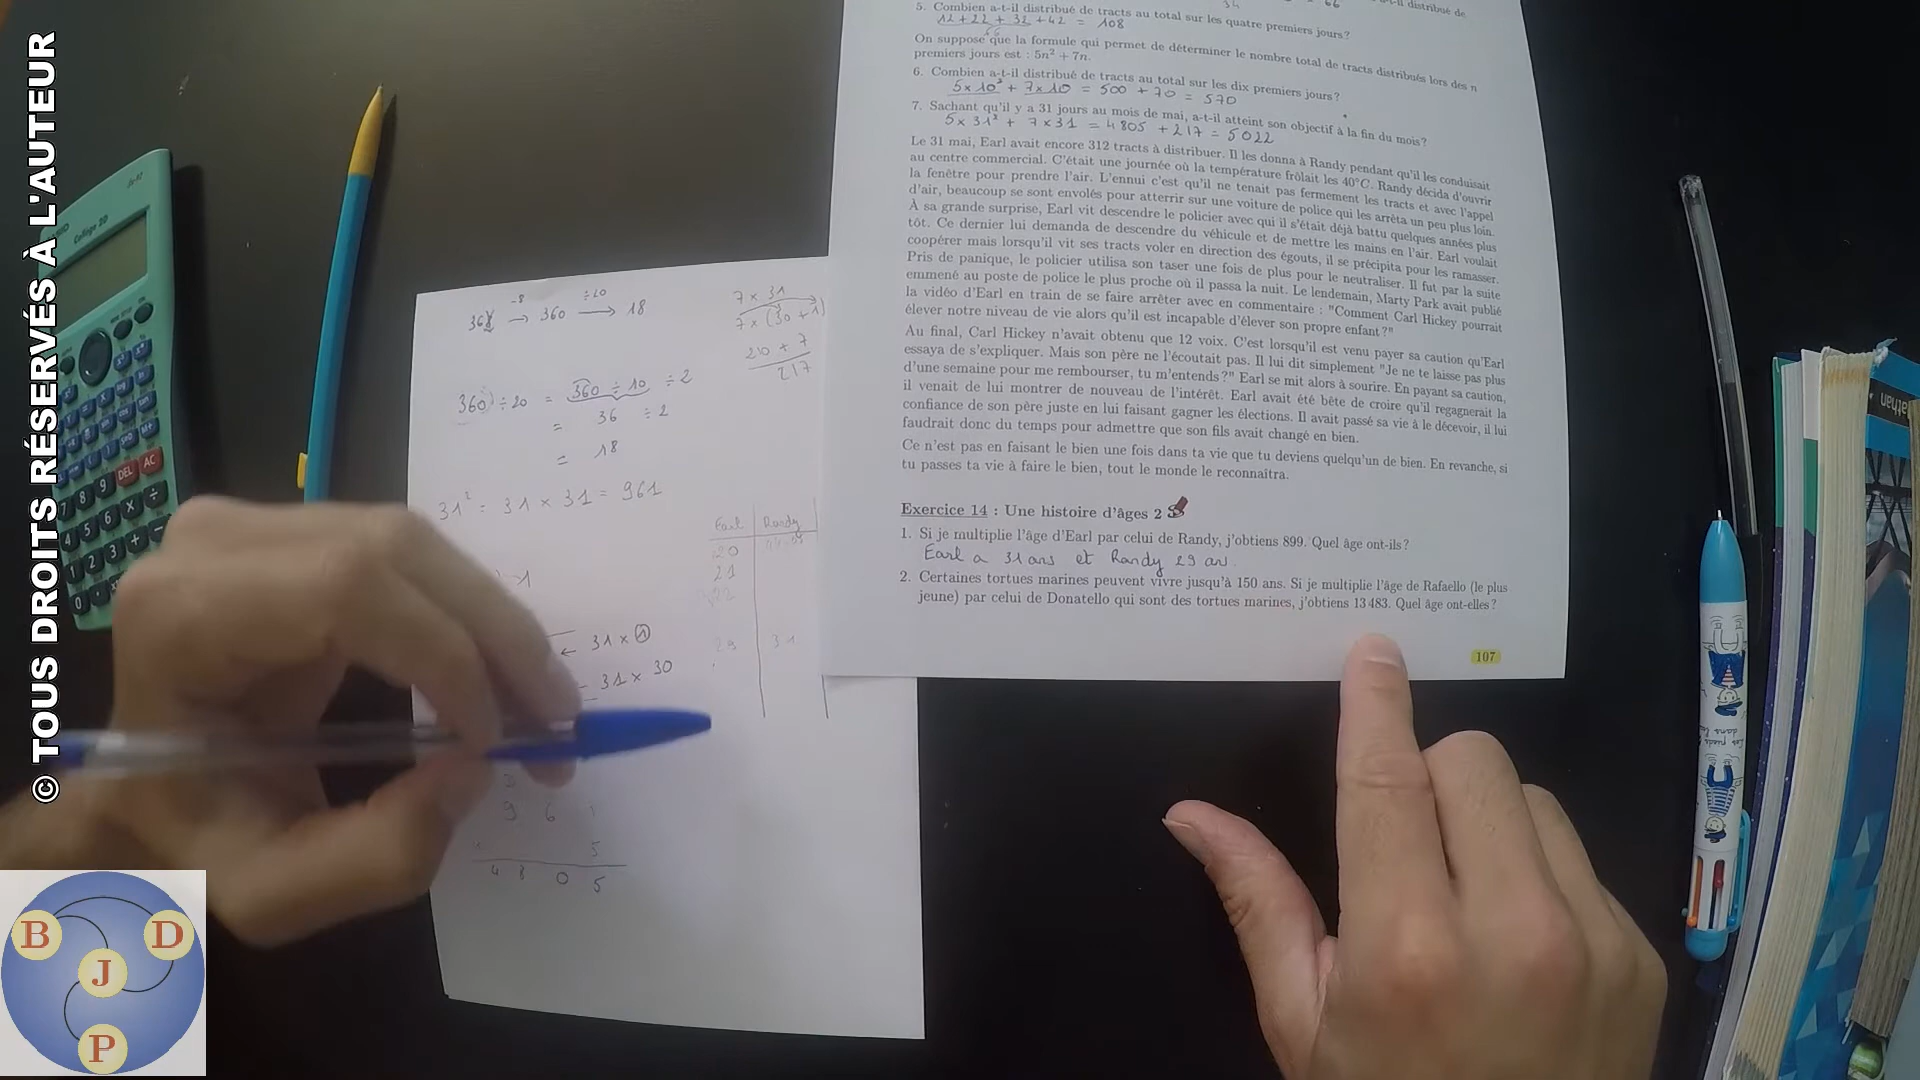 © TOUS DROITS RÉSERVÉS À L'AUTEUR
5. Combien a-t-il distribué de tracts au total sur les quatre premiers jours?
12 + 22 + 32 + 42 = 108
On suppose que la formule qui permet de déterminer le nombre total de tracts distribués lors des n
premiers jours est : 5n² + 7n.
6. Combien a-t-il distribué de tracts au total sur les dix premiers jours?
5 × 10² + 7 × 10 = 500 + 70 = 570
7. Sachant qu'il y a 31 jours au mois de mai, a-t-il atteint son objectif à la fin du mois?
5 × 31² + 7 × 31 = 4805 + 217 = 5022
Le 31 mai, Earl avait encore 312 tracts à distribuer. Il les donna à Randy pendant qu'il les conduisait
au centre commercial. C'était une journée où la température frôlait les 40°C. Randy décida d'ouvrir
la fenêtre pour prendre l'air. L'ennui c'est qu'il ne tenait pas fermement les tracts et avec l'appel
d'air, beaucoup se sont envolés pour atterrir sur une voiture de police qui les arrêta un peu plus loin.
À sa grande surprise, Earl vit descendre le policier avec qui il s'était déjà battu quelques années plus
tôt. Ce dernier lui demanda de descendre du véhicule et de mettre les mains en l'air. Earl voulait
coopérer mais lorsqu'il vit ses tracts voler en direction des égouts, il se précipita pour les ramasser.
Pris de panique, le policier utilisa son taser une fois de plus pour le neutraliser. Il fut par la suite
emmené au poste de police le plus proche où il passa la nuit. Le lendemain, Marty Park avait publié
la vidéo d'Earl en train de se faire arrêter avec en commentaire : "Comment Carl Hickey pourrait
élever notre niveau de vie alors qu'il est incapable d'élever son propre enfant?"
Au final, Carl Hickey n'avait obtenu que 12 voix. C'est lorsqu'il est venu payer sa caution qu'Earl
essaya de s'expliquer. Mais son père ne l'écoutait pas. Il lui dit simplement "Je ne te laisse pas plus
d'une semaine pour me rembourser, tu m'entends?" Earl se mit alors à sourire. En payant sa caution,
il venait de lui montrer de nouveau de l'intérêt. Earl avait été bête de croire qu'il regagnerait la
confiance de son père juste en lui faisant gagner les élections. Il avait passé sa vie à le décevoir, il lui
faudrait donc du temps pour admettre que son fils avait changé en bien.
Ce n'est pas en faisant le bien une fois dans ta vie que tu deviens quelqu'un de bien. En revanche, si
tu passes ta vie à faire le bien, tout le monde le reconnaîtra.
Exercice 14 : Une histoire d'âges 2
1. Si je multiplie l'âge d'Earl par celui de Randy, j'obtiens 899. Quel âge ont-ils?
Earl a 31 ans et Randy 29 ans.
2. Certaines tortues marines peuvent vivre jusqu'à 150 ans. Si je multiplie l'âge de Rafaello (le plus
jeune) par celui de Donatello qui sont des tortues marines, j'obtiens 13 483. Quel âge ont-elles?
107
368 → 360 → 18
-8
÷20
360 ÷ 20 = 360 ÷ 10 ÷ 2
= 36 ÷ 2
= 18
31² = 31 × 31 = 961
7 × 31
7 × (30 + 1)
210 + 7
217
Earl Randy
20
21
22
29 31
← 31 × 1
31 × 30
9 6 1
5
4 8 0 5
B D
J
P